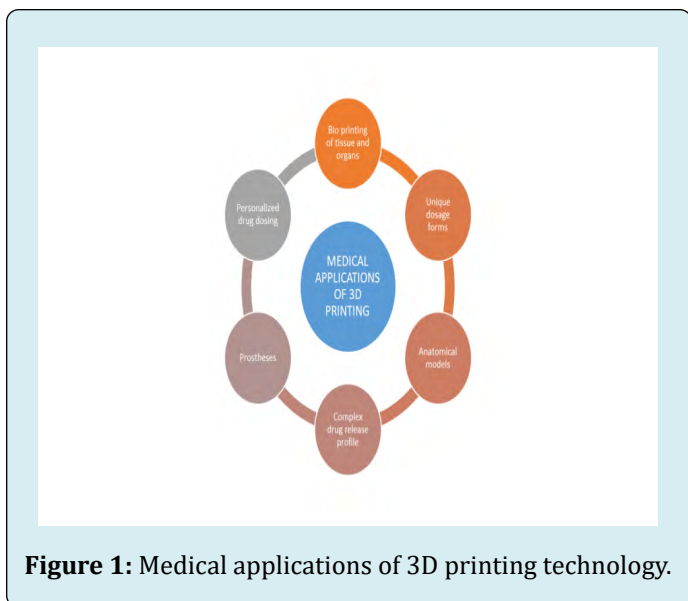 Bio printing
of tissue and
organs
Personalized
drug dosing
Unique
dosage
forms
MEDICAL
APPLICATIONS
OF 3D
PRINTING
Prostheses
Anatomical
models
Complex
drug release
profile
Figure 1: Medical applications of 3D printing technology.